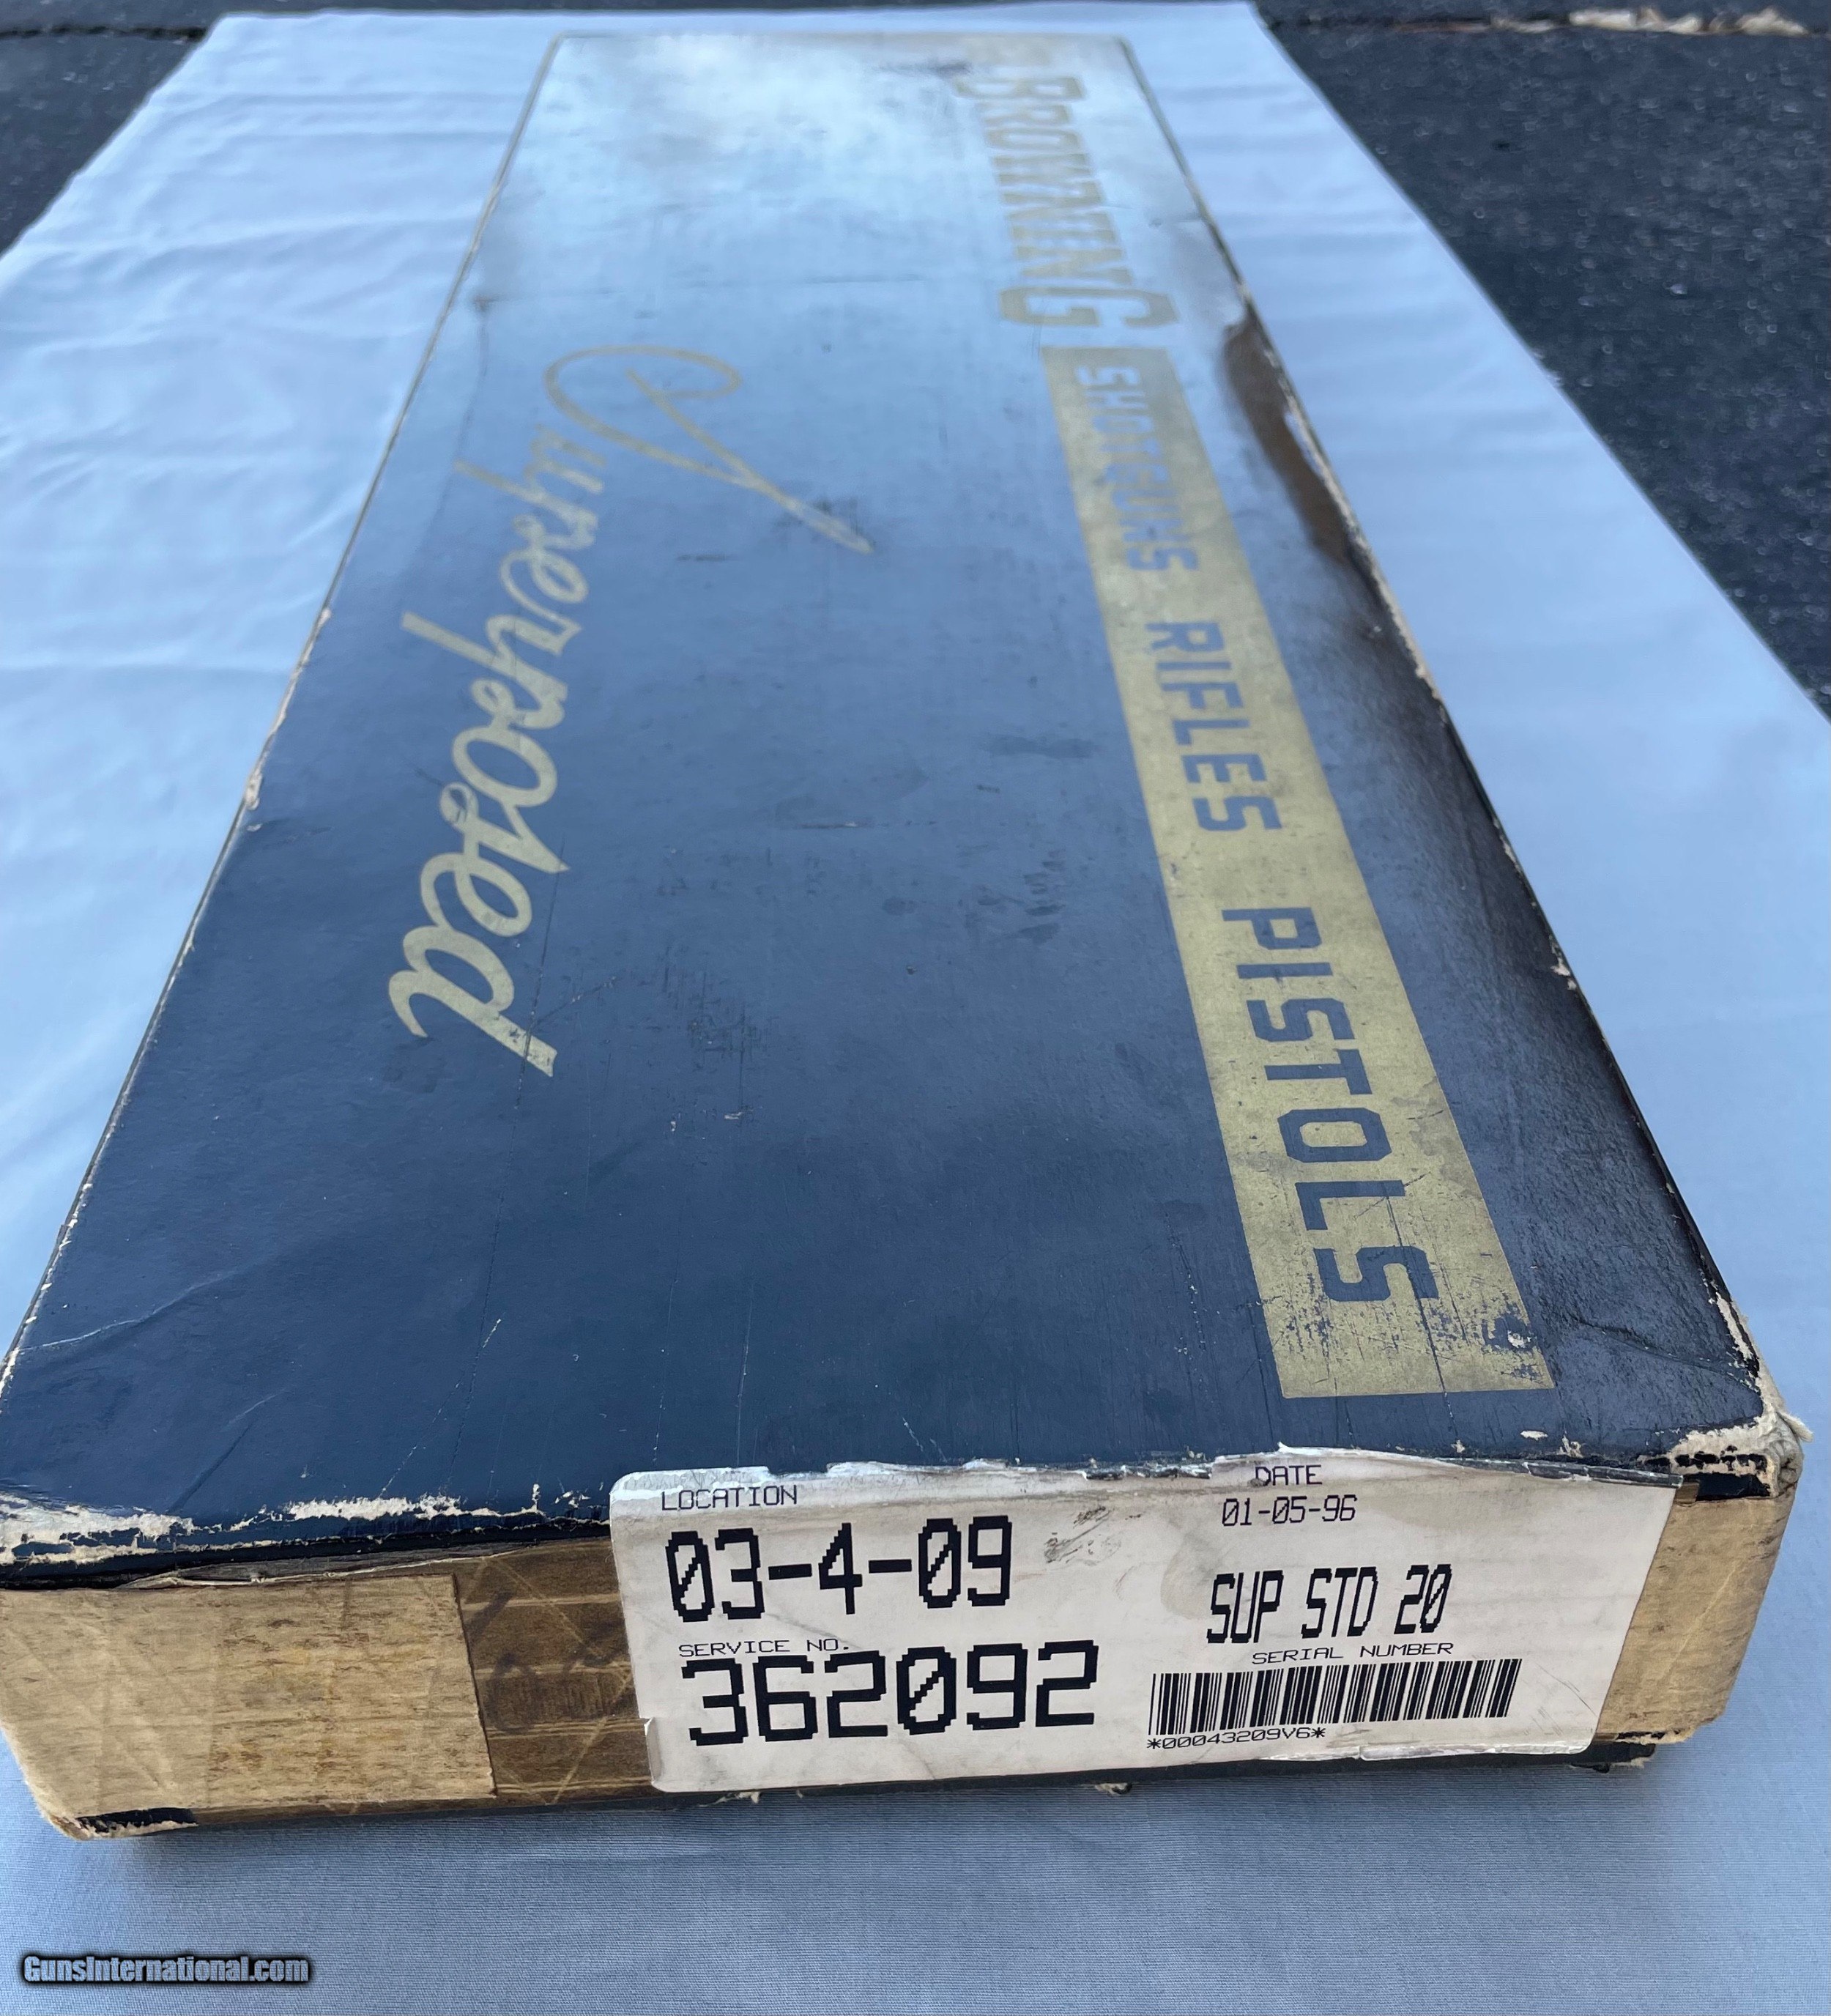 BROWNING
SHOTGUNS RIFLES PISTOLS
Superposed
LOCATION
03-4-09
SERVICE NO.
362092
DATE
01-05-96
SUP STD 20
SERIAL NUMBER
*00043209V6*
GunsInternational.com